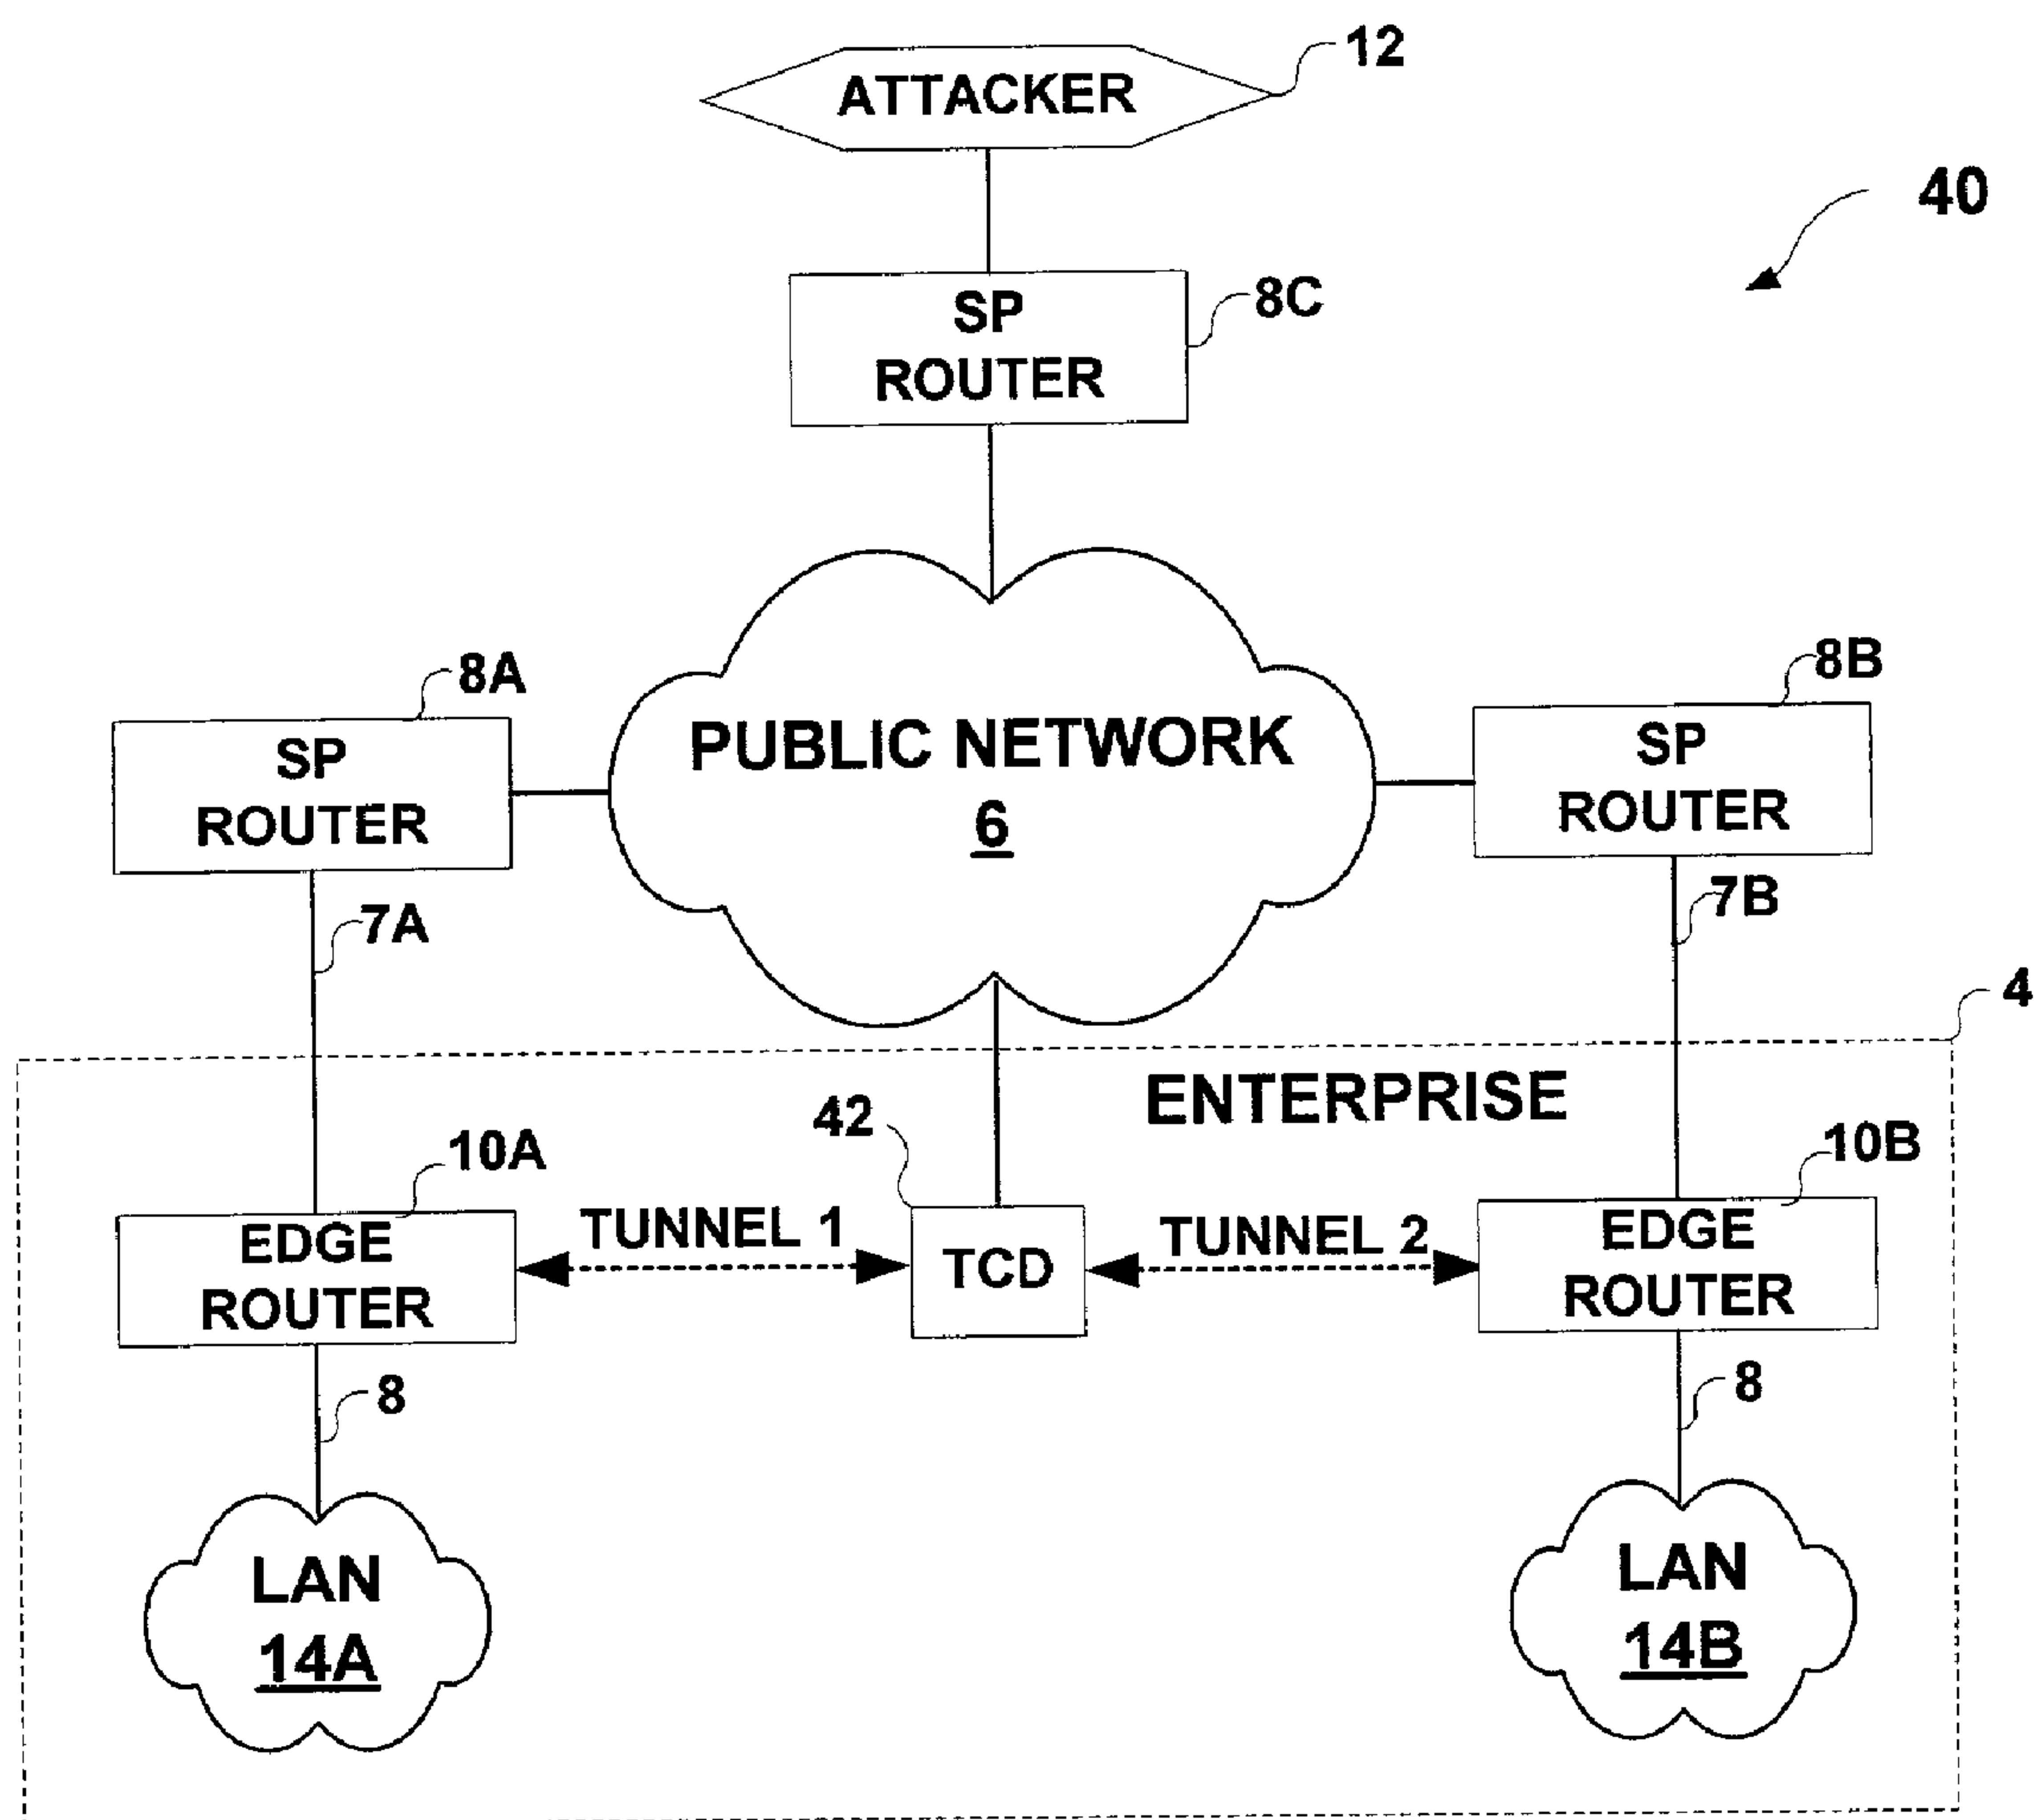 12
ATTACKER
40
8C
SP
ROUTER
8A
8B
PUBLIC NETWORK
6
SP
ROUTER
SP
ROUTER
7A
7B
4
ENTERPRISE
42
10A
10B
EDGE
ROUTER
TUNNEL 1
TCD
TUNNEL 2
EDGE
ROUTER
8
8
LAN
14A
LAN
14B